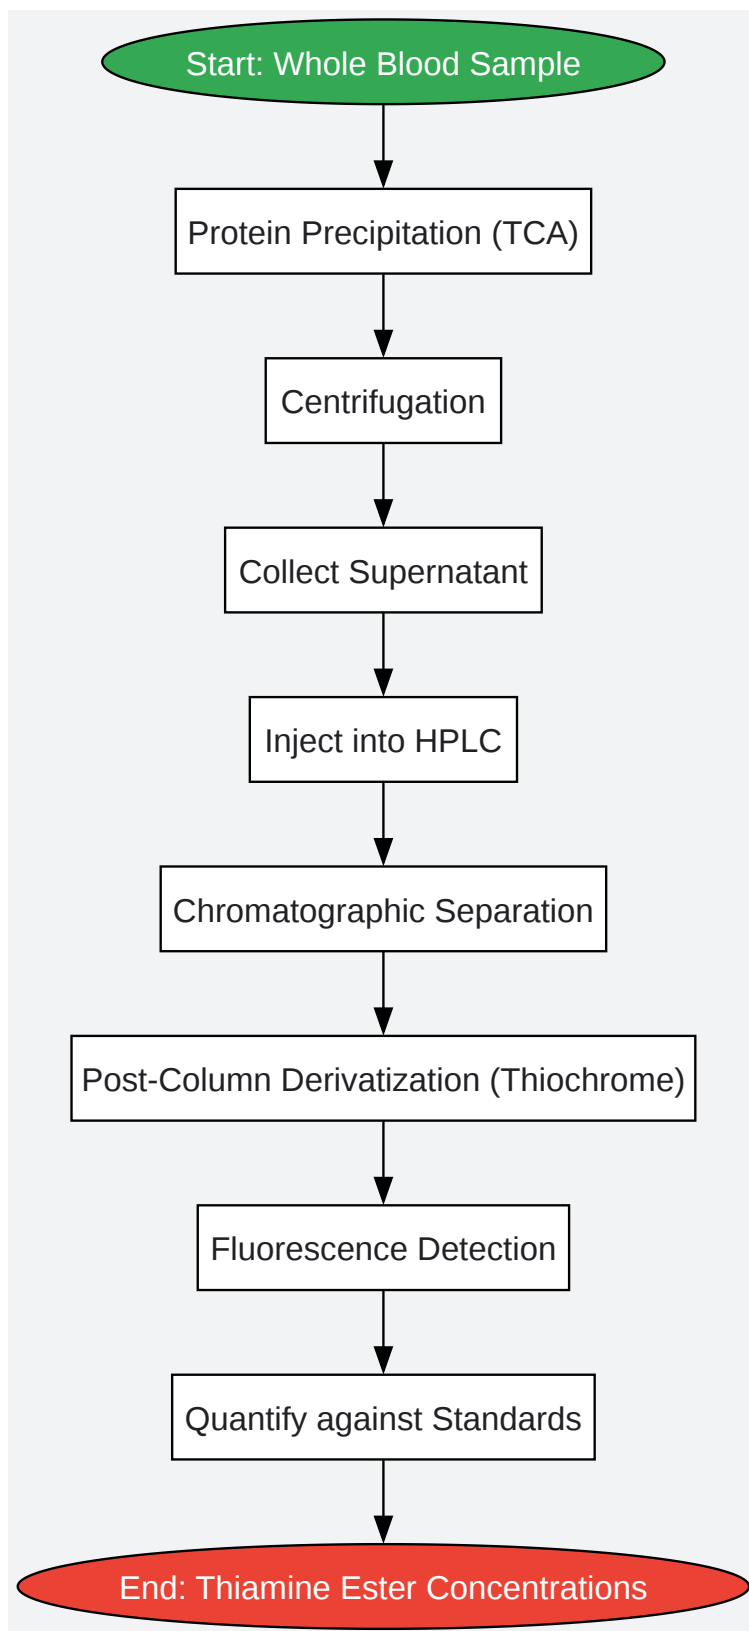 Start: Whole Blood Sample
Protein Precipitation (TCA)
Centrifugation
Collect Supernatant
Inject into HPLC
Chromatographic Separation
Post-Column Derivatization (Thiochrome)
Fluorescence Detection
Quantify against Standards
End: Thiamine Ester Concentrations